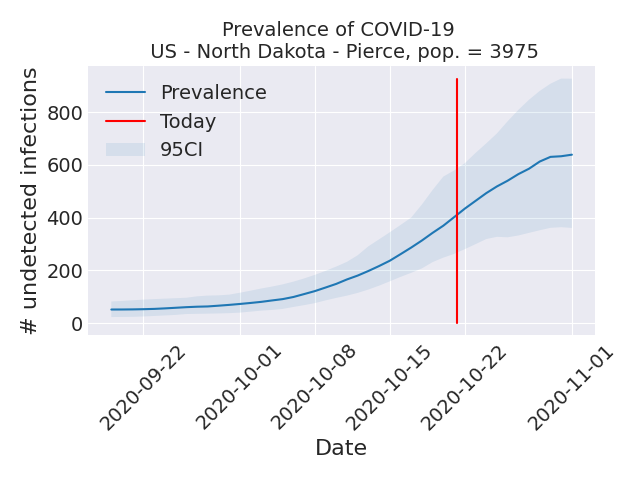 Prevalence of COVID-19
US - North Dakota - Pierce, pop. = 3975
Prevalence
Today
95CI
# undetected infections
800
600
400
200
0
2020-09-22
2020-10-01
2020-10-08
2020-10-15
2020-10-22
2020-11-01
Date